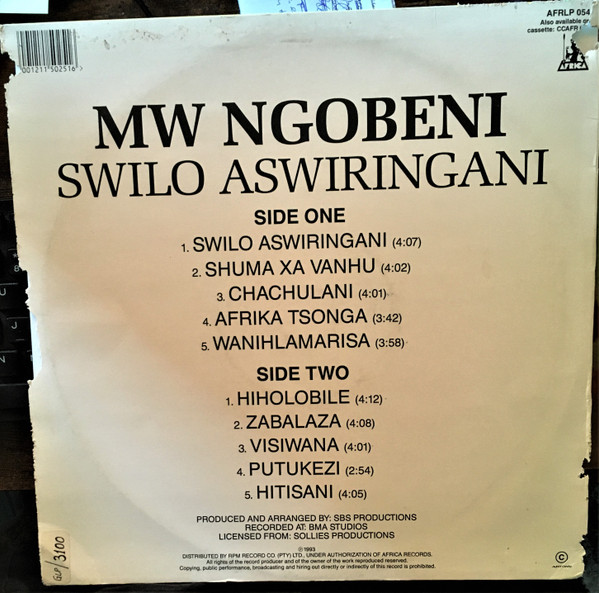 AFRLP 054
Also available on
cassette: CCAFR
AFRICA
6 001211 502516 >
MW NGOBENI
SWILO ASWIRINGANI
SIDE ONE
1. SWILO ASWIRINGANI (4:07)
2. SHUMA XA VANHU (4:02)
3. CHACHULANI (4:01)
4. AFRIKA TSONGA (3:42)
5. WANIHLAMARISA (3:58)
SIDE TWO
1. HIHOLOBILE (4:12)
2. ZABALAZA (4:08)
3. VISIWANA (4:01)
4. PUTUKEZI (2:54)
5. HITISANI (4:05)
PRODUCED AND ARRANGED BY: SBS PRODUCTIONS
RECORDED AT: BMA STUDIOS
LICENSED FROM: SOLLIES PRODUCTIONS
℗ 1993
DISTRIBUTED BY RPM RECORD CO (PTY) LTD., UNDER AUTHORIZATION OF AFRICA RECORDS.
All rights of the record producer and of the owner of the work reproduced reserved.
Copying, public performance, broadcasting and hiring out directly or indirectly of this record is prohibited.
GLP/3100
C